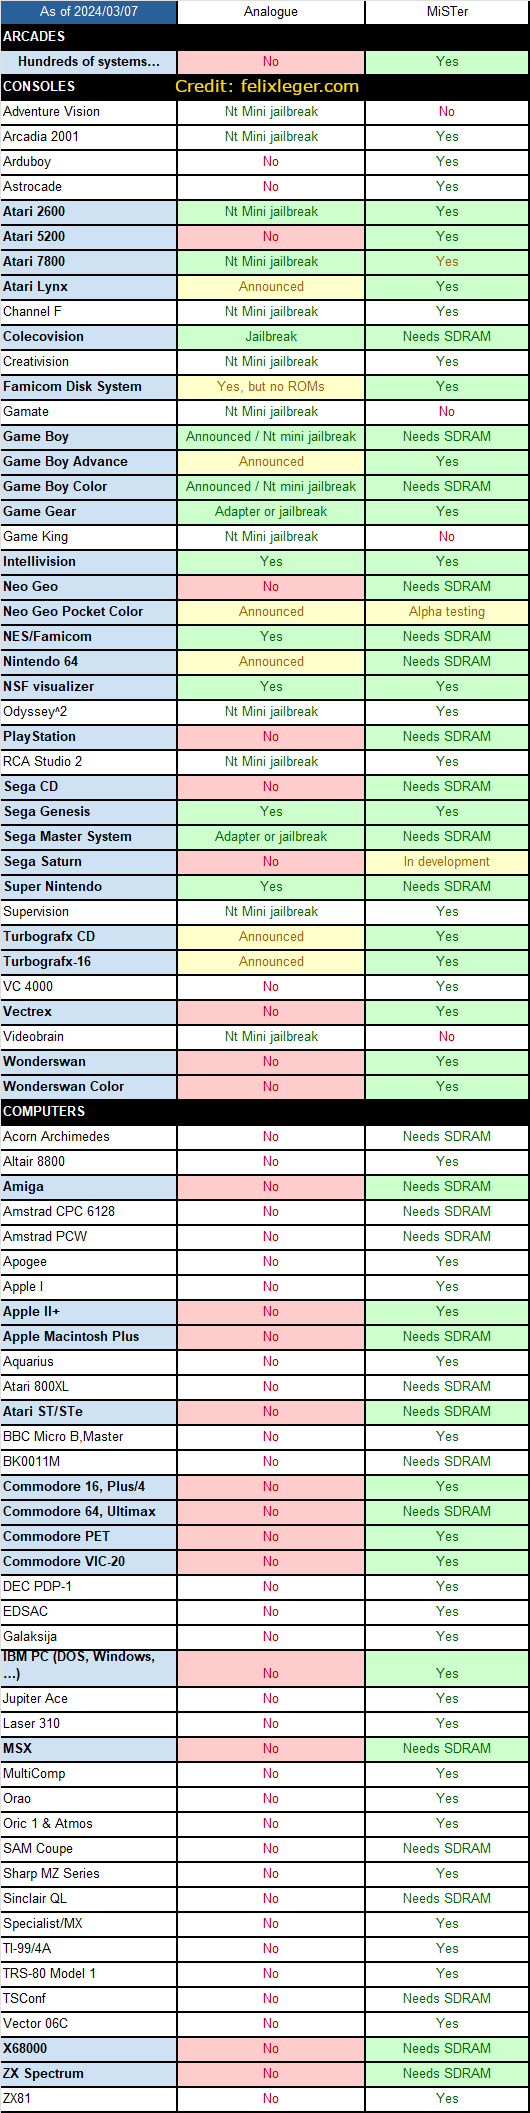 As of 2024/03/07 Analogue MiSTer
ARCADES
Hundreds of systems... No Yes
CONSOLES Credit: felixleger.com
Adventure Vision Nt Mini jailbreak No
Arcadia 2001 Nt Mini jailbreak Yes
Arduboy No Yes
Astrocade No Yes
Atari 2600 Nt Mini jailbreak Yes
Atari 5200 No Yes
Atari 7800 Nt Mini jailbreak Yes
Atari Lynx Announced Yes
Channel F Nt Mini jailbreak Yes
Colecovision Jailbreak Needs SDRAM
Creativision Nt Mini jailbreak Yes
Famicom Disk System Yes, but no ROMs Yes
Gamate Nt Mini jailbreak No
Game Boy Announced / Nt mini jailbreak Needs SDRAM
Game Boy Advance Announced Yes
Game Boy Color Announced / Nt mini jailbreak Needs SDRAM
Game Gear Adapter or jailbreak Yes
Game King Nt Mini jailbreak No
Intellivision Yes Yes
Neo Geo No Needs SDRAM
Neo Geo Pocket Color Announced Alpha testing
NES/Famicom Yes Needs SDRAM
Nintendo 64 Announced Needs SDRAM
NSF visualizer Yes Yes
Odyssey^2 Nt Mini jailbreak Yes
PlayStation No Needs SDRAM
RCA Studio 2 Nt Mini jailbreak Yes
Sega CD No Needs SDRAM
Sega Genesis Yes Yes
Sega Master System Adapter or jailbreak Needs SDRAM
Sega Saturn No In development
Super Nintendo Yes Needs SDRAM
Supervision Nt Mini jailbreak Yes
Turbografx CD Announced Yes
Turbografx-16 Announced Yes
VC 4000 No Yes
Vectrex No Yes
Videobrain Nt Mini jailbreak No
Wonderswan No Yes
Wonderswan Color No Yes
COMPUTERS
Acorn Archimedes No Needs SDRAM
Altair 8800 No Yes
Amiga No Needs SDRAM
Amstrad CPC 6128 No Needs SDRAM
Amstrad PCW No Needs SDRAM
Apogee No Yes
Apple I No Yes
Apple II+ No Yes
Apple Macintosh Plus No Needs SDRAM
Aquarius No Yes
Atari 800XL No Needs SDRAM
Atari ST/STe No Needs SDRAM
BBC Micro B,Master No Yes
BK0011M No Needs SDRAM
Commodore 16, Plus/4 No Yes
Commodore 64, Ultimax No Needs SDRAM
Commodore PET No Yes
Commodore VIC-20 No Yes
DEC PDP-1 No Yes
EDSAC No Yes
Galaksija No Yes
IBM PC (DOS, Windows,
...) No Yes
Jupiter Ace No Yes
Laser 310 No Yes
MSX No Needs SDRAM
MultiComp No Yes
Orao No Yes
Oric 1 & Atmos No Yes
SAM Coupe No Needs SDRAM
Sharp MZ Series No Yes
Sinclair QL No Needs SDRAM
Specialist/MX No Yes
TI-99/4A No Yes
TRS-80 Model 1 No Yes
TSConf No Needs SDRAM
Vector 06C No Yes
X68000 No Needs SDRAM
ZX Spectrum No Needs SDRAM
ZX81 No Yes